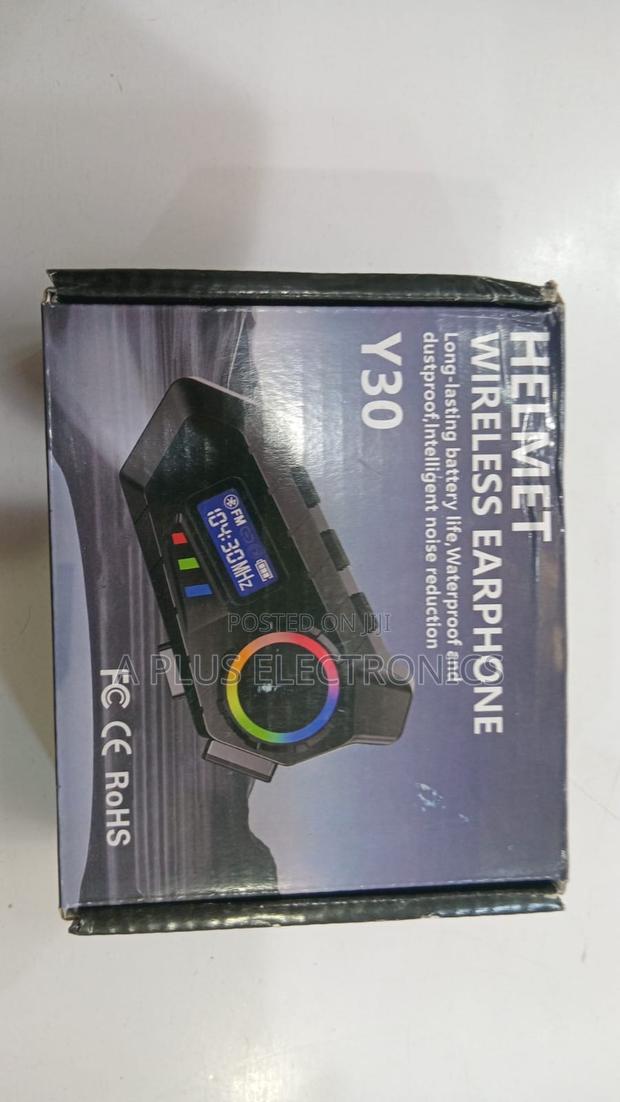 HELMET
WIRELESS EARPHONE
Long-lasting battery life,Waterproof and
dustproof,Intelligent noise reduction
Y30
FM
104:30MHz
FC CE RoHS
POSTED ON JIJI
A PLUS ELECTRONIC